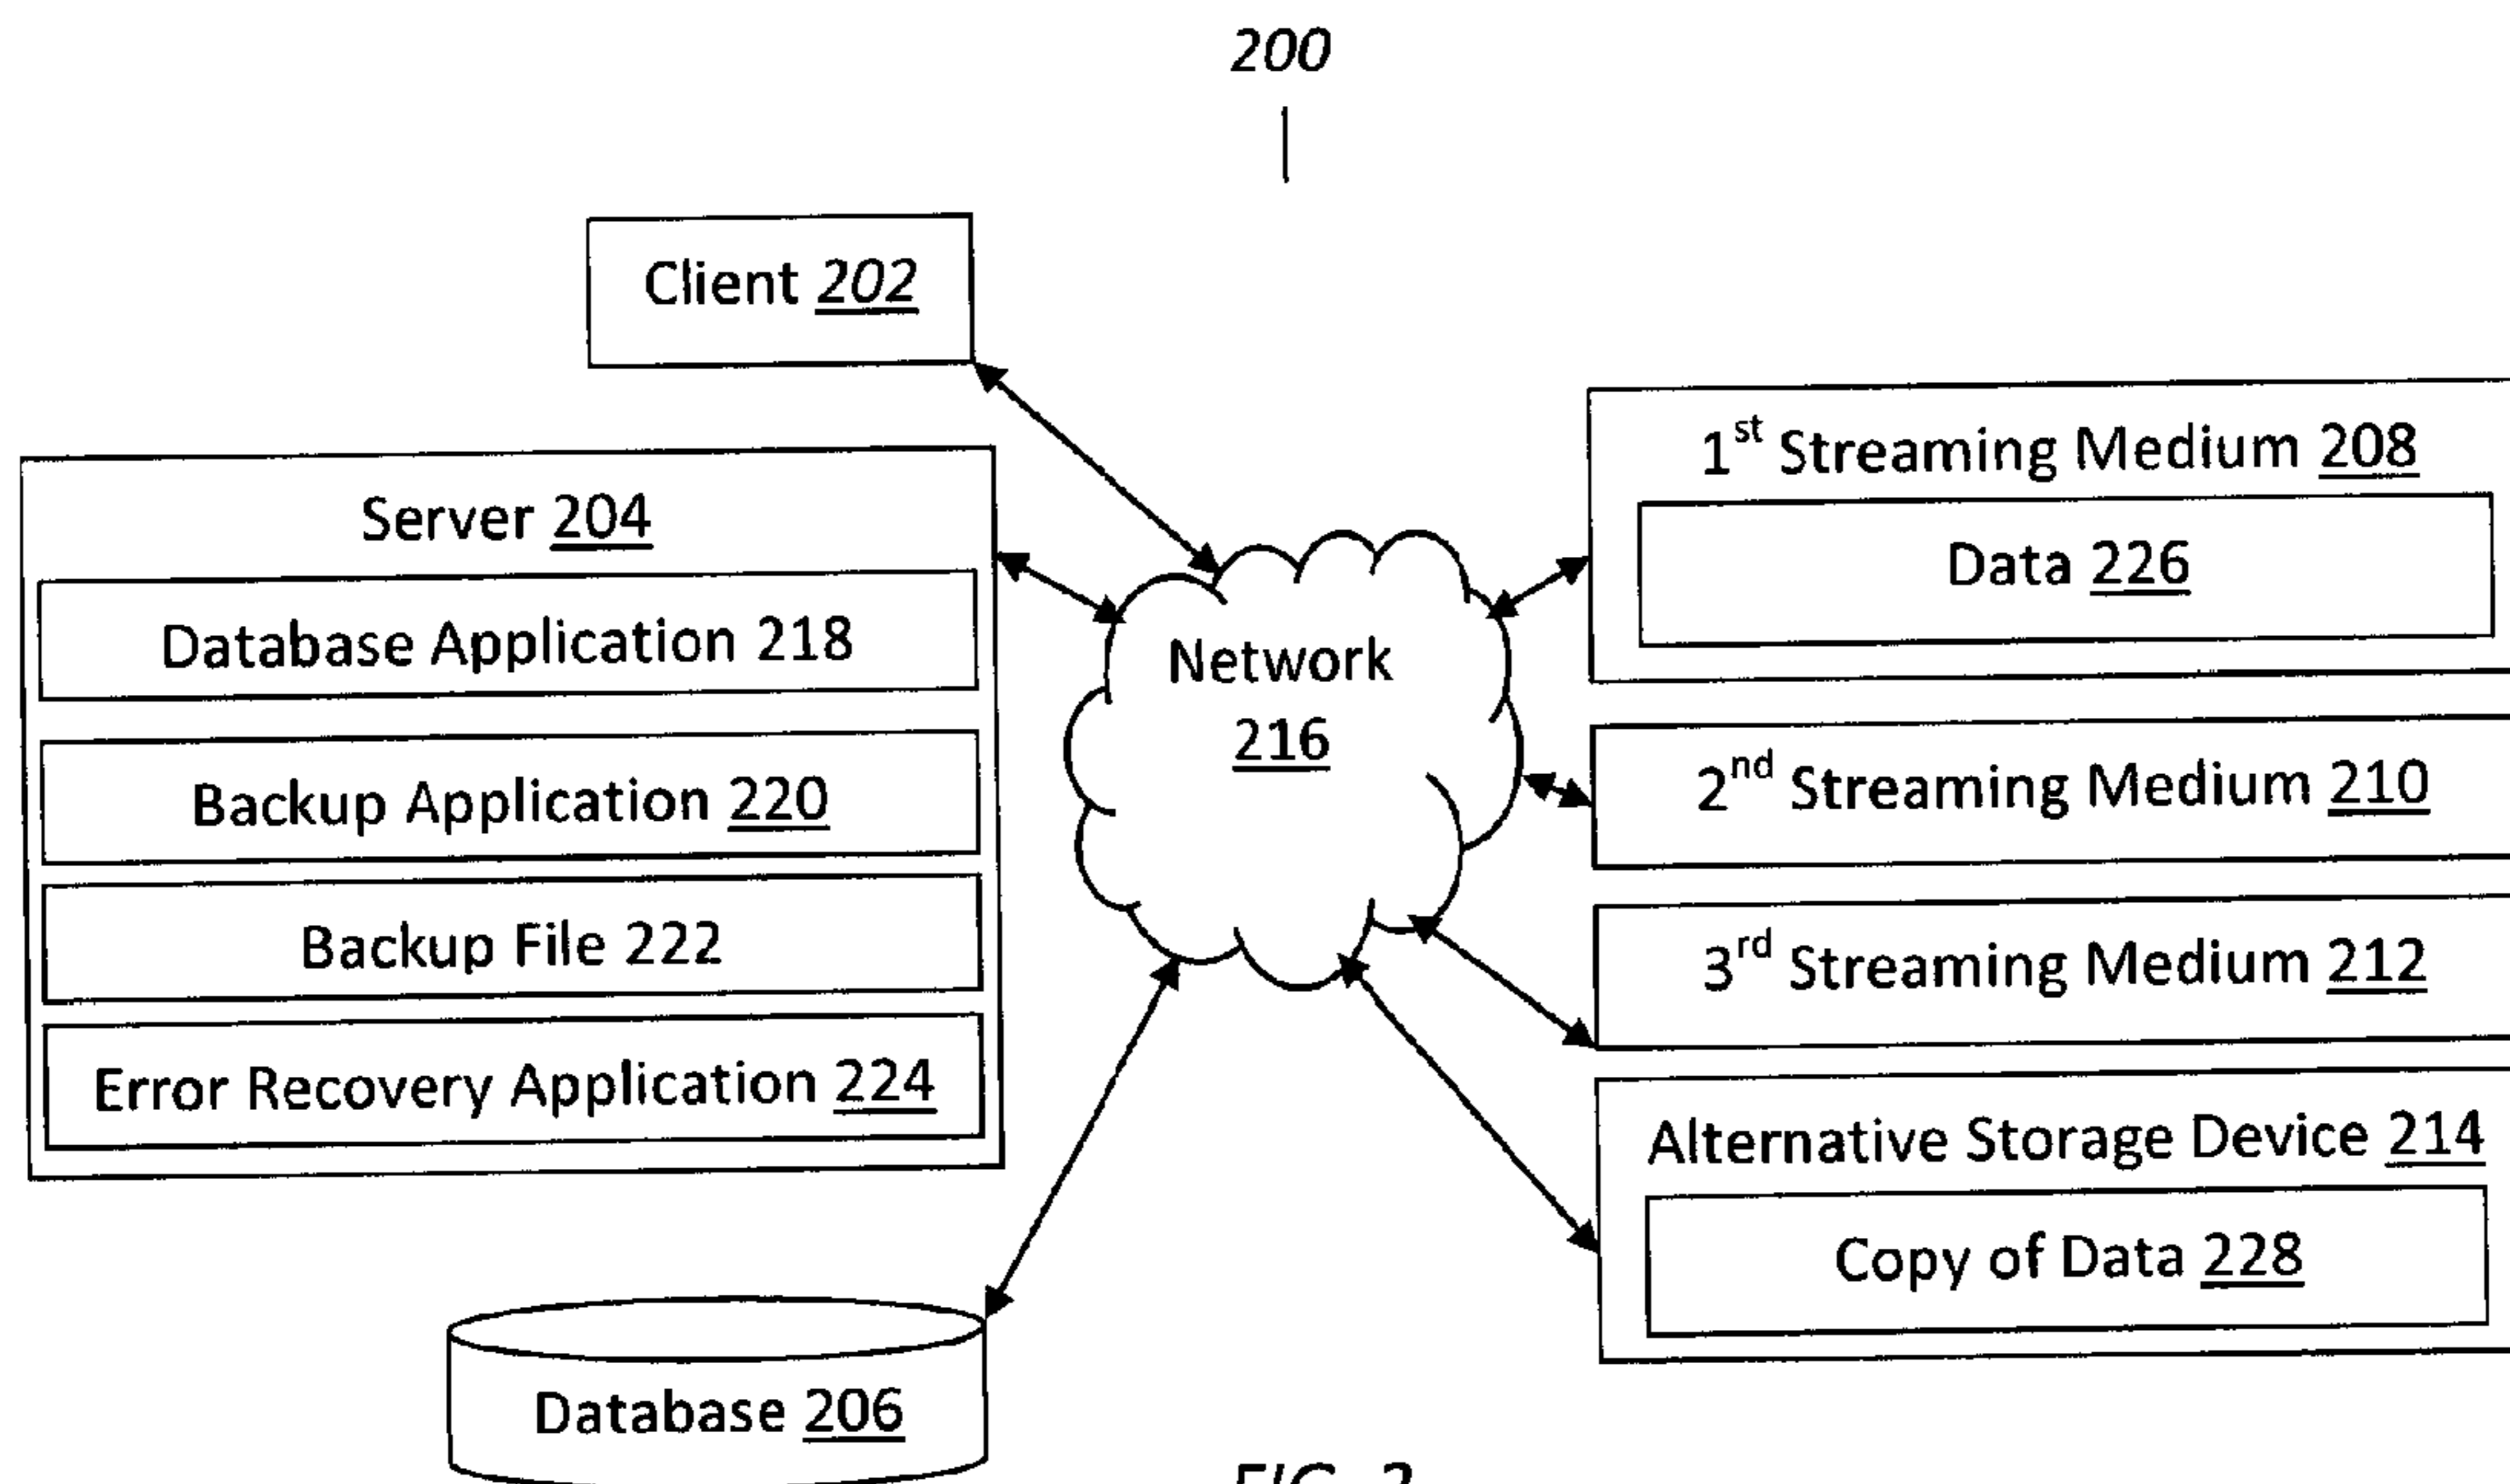 200
Client 202
Server 204
Database Application 218
Backup Application 220
Backup File 222
Error Recovery Application 224
Database 206
Network
216
1st Streaming Medium 208
Data 226
2nd Streaming Medium 210
3rd Streaming Medium 212
Alternative Storage Device 214
Copy of Data 228
FIG. 2